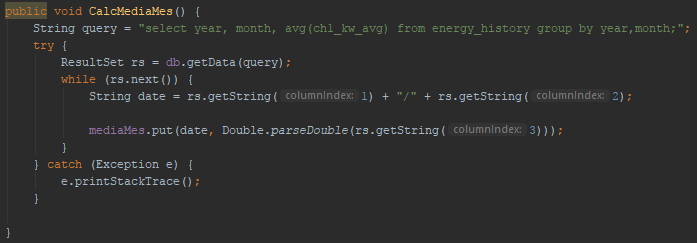 public void CalcMediaMes() {
    String query = "select year, month, avg(chl_kw_avg) from energy_history group by year,month;";
    try {
        ResultSet rs = db.getData(query);
        while (rs.next()) {
            String date = rs.getString( columnIndex: 1) + "/" + rs.getString( columnIndex: 2);
            mediaMes.put(date, Double.parseDouble(rs.getString( columnIndex: 3)));
        }
    } catch (Exception e) {
        e.printStackTrace();
    }
}